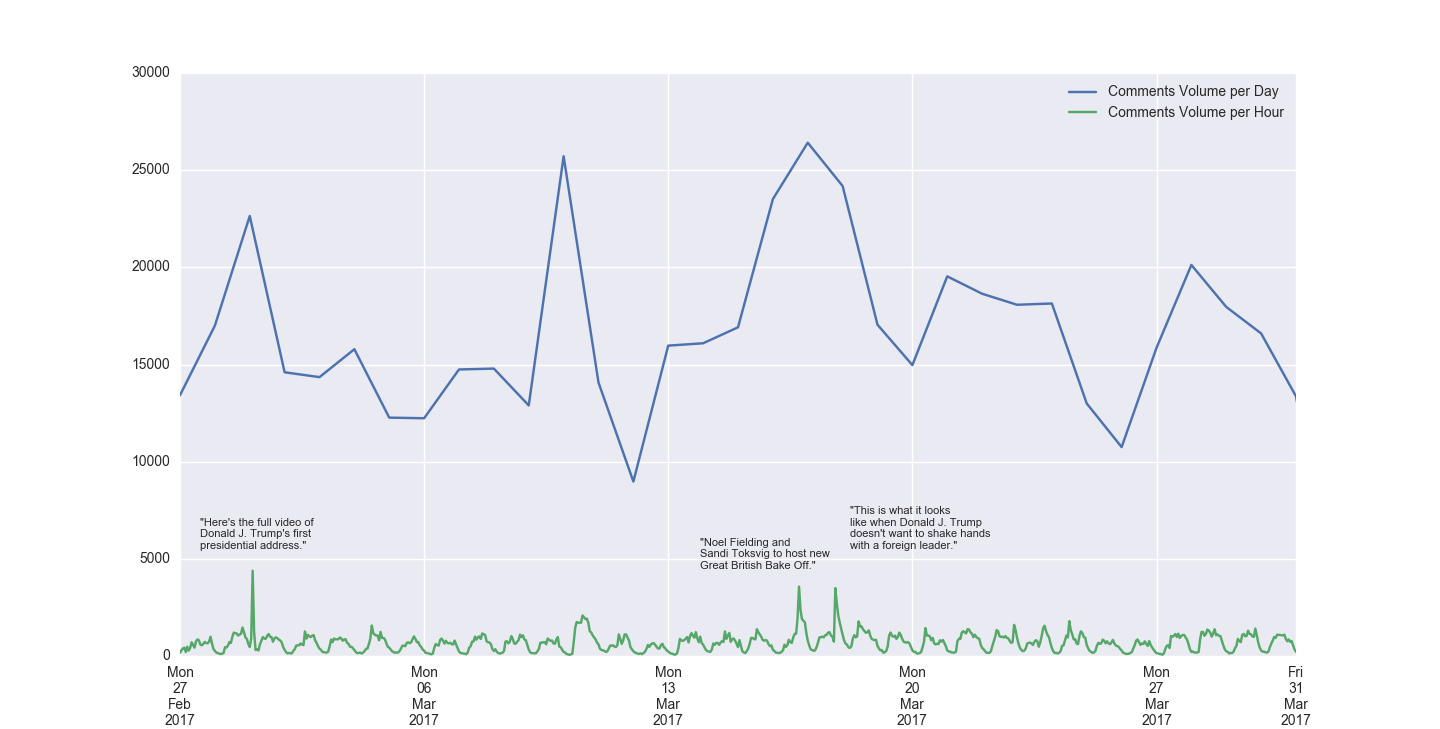 30000
25000
20000
15000
10000
5000
0
Comments Volume per Day
Comments Volume per Hour
"Here's the full video of
Donald J. Trump's first
presidential address."
"Noel Fielding and
Sandi Toksvig to host new
Great British Bake Off."
"This is what it looks
like when Donald J. Trump
doesn't want to shake hands
with a foreign leader."
Mon
27
Feb
2017
Mon
06
Mar
2017
Mon
13
Mar
2017
Mon
20
Mar
2017
Mon
27
Mar
2017
Fri
31
Mar
2017